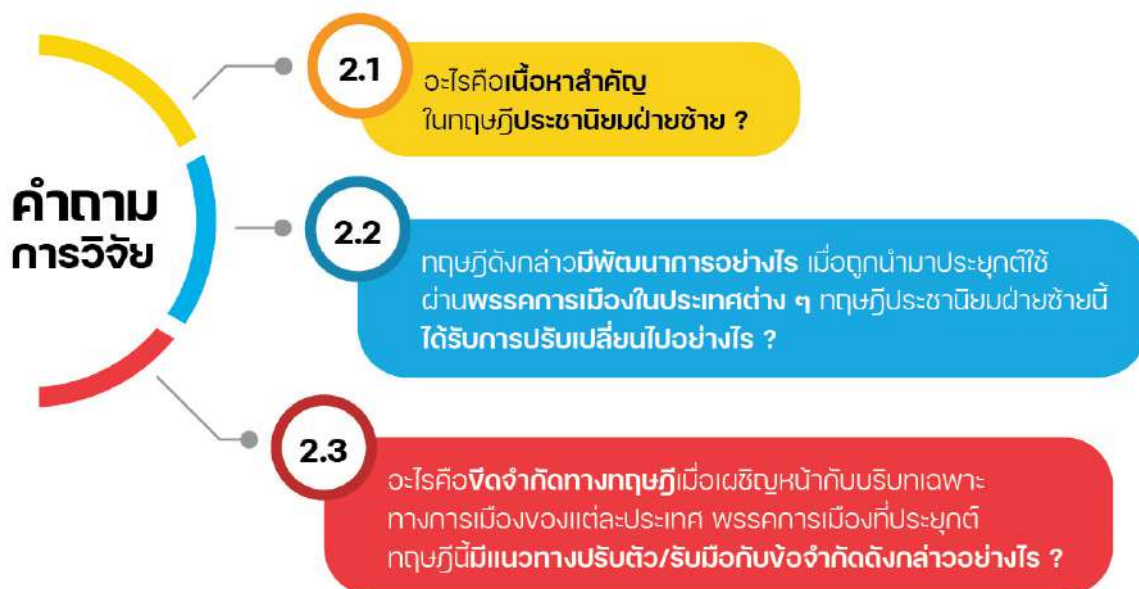 คำถาม
การวิจัย
2.1
อะไรคือเนื้อหาสำคัญ
ในทฤษฎีประชานิยมฝ่ายซ้าย ?
2.2
ทฤษฎีดังกล่าวมีพัฒนาการอย่างไร เมื่อถูกนำมาประยุกต์ใช้
ผ่านพรรคการเมืองในประเทศต่าง ๆ ทฤษฎีประชานิยมฝ่ายซ้ายนี้
ได้รับการปรับเปลี่ยนไปอย่างไร ?
2.3
อะไรคือขีดจำกัดทางทฤษฎีเมื่อเผชิญหน้ากับบริบทเฉพาะ
ทางการเมืองของแต่ละประเทศ พรรคการเมืองที่ประยุกต์
ทฤษฎีนี้มีแนวทางปรับตัว/รับมือกับข้อจำกัดดังกล่าวอย่างไร ?